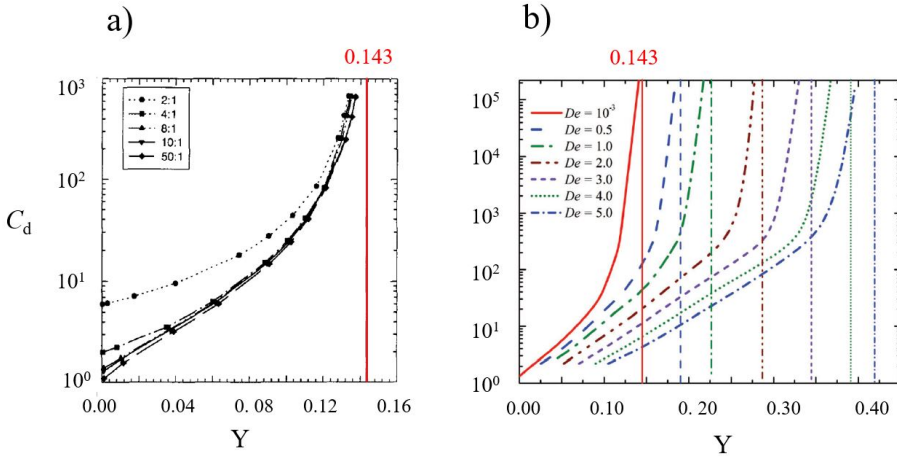 a)
0.143
10³
10²
10¹
10⁰
C_d
2:1
4:1
8:1
10:1
50:1
0.00 0.04 0.08 0.12 0.16
Y
b)
0.143
10⁵
10⁴
10³
10²
10¹
10⁰
De = 10⁻³
De = 0.5
De = 1.0
De = 2.0
De = 3.0
De = 4.0
De = 5.0
0.00 0.10 0.20 0.30 0.40
Y